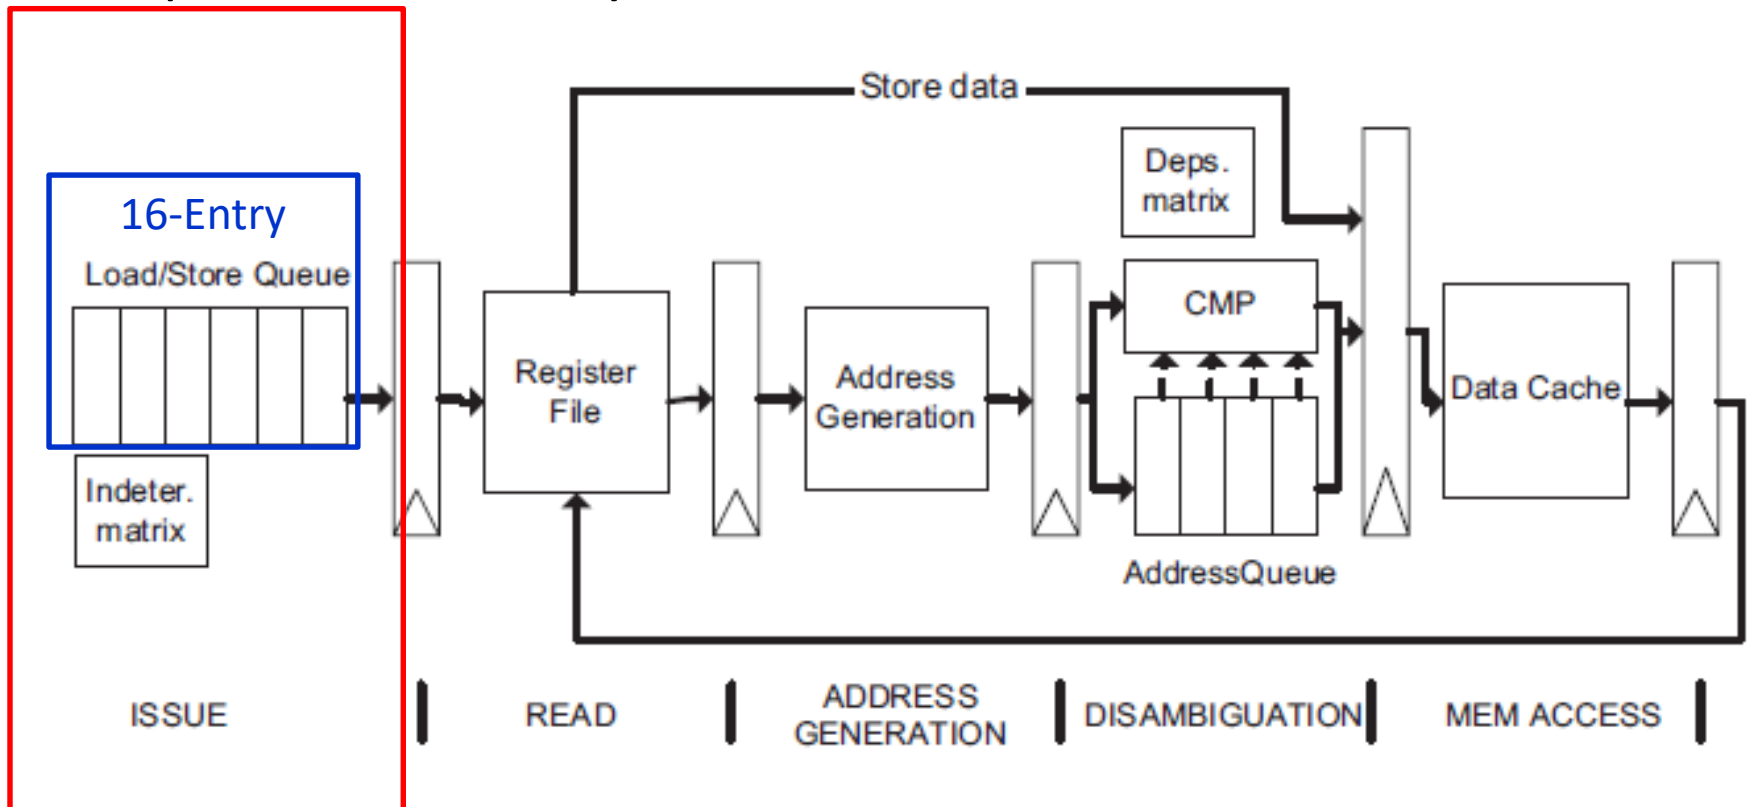 Store data
Deps.
matrix
16-Entry
Load/Store Queue
CMP
Register
File
Address
Generation
Data Cache
Indeter.
matrix
AddressQueue
ISSUE
READ
ADDRESS
GENERATION
DISAMBIGUATION
MEM ACCESS